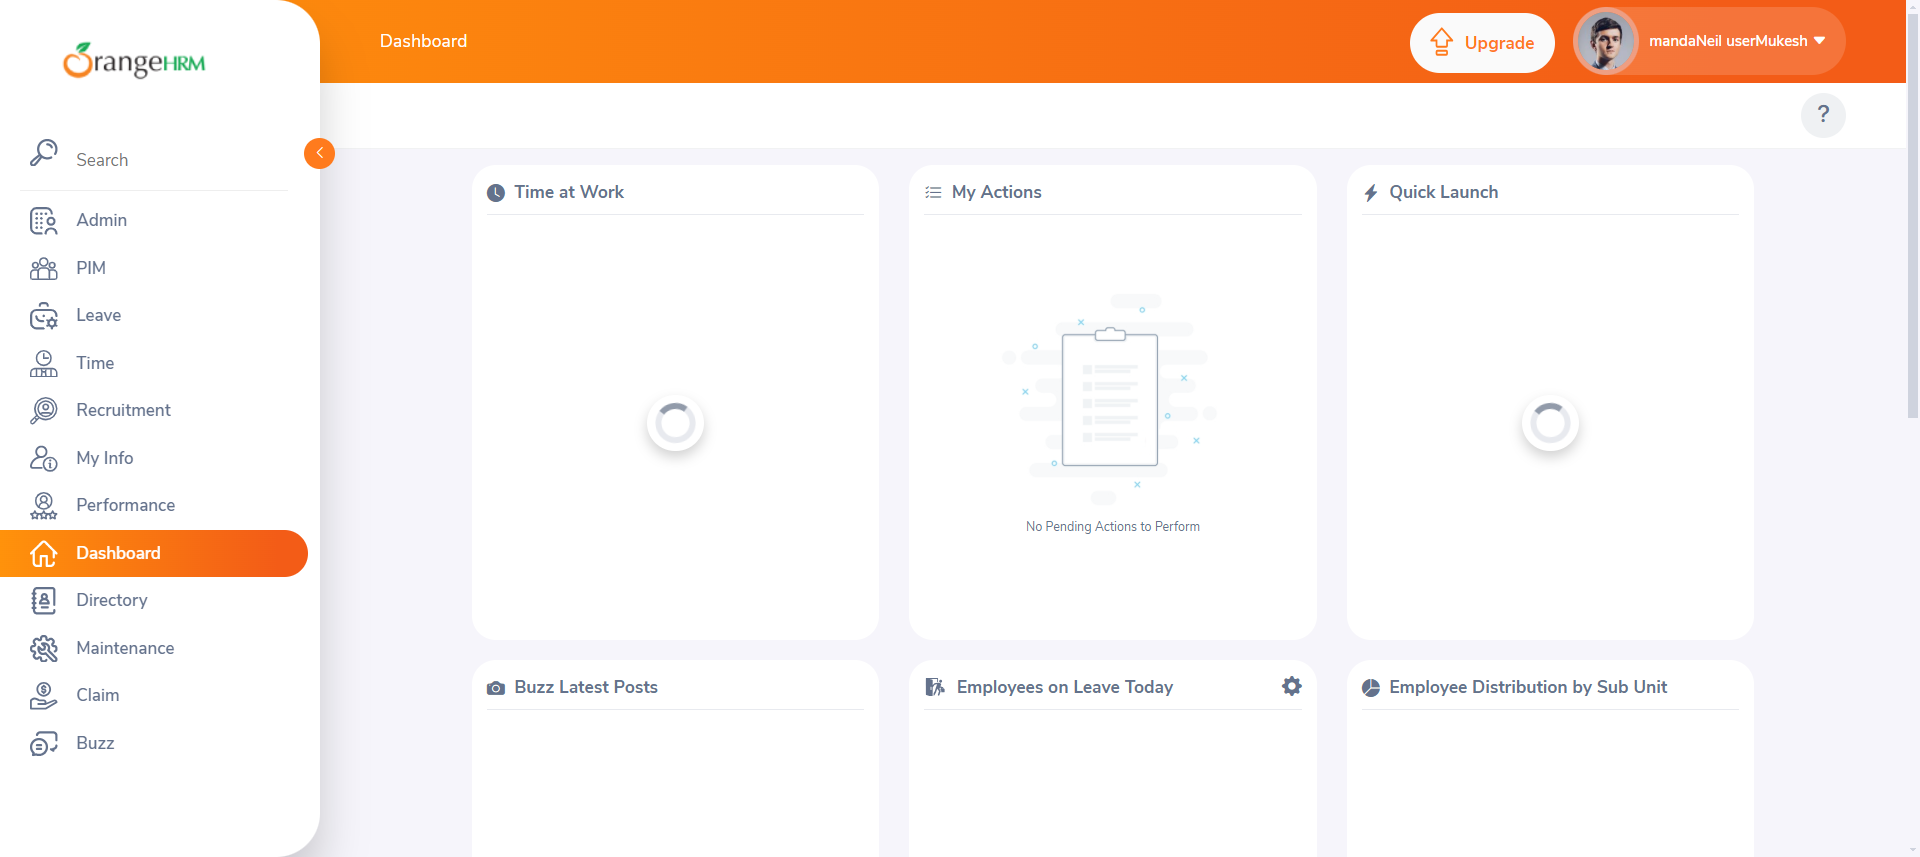 OrangeHRM
Dashboard
Upgrade
mandaNeil userMukesh
?
Search
Admin
PIM
Leave
Time
Recruitment
My Info
Performance
Dashboard
Directory
Maintenance
Claim
Buzz
Time at Work
My Actions
No Pending Actions to Perform
Quick Launch
Buzz Latest Posts
Employees on Leave Today
Employee Distribution by Sub Unit